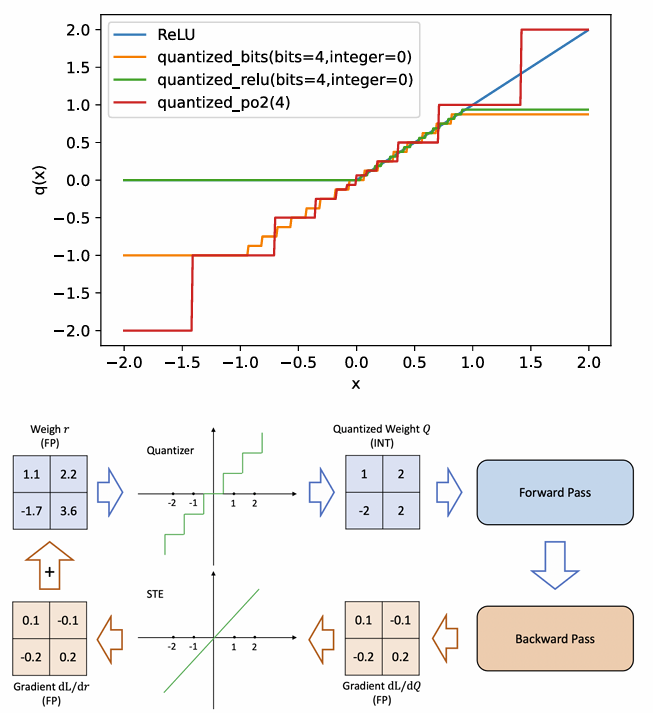 ReLU
quantized_bits(bits=4,integer=0)
quantized_relu(bits=4,integer=0)
quantized_po2(4)
2.0
1.5
1.0
0.5
0.0
−0.5
−1.0
−1.5
−2.0
q(x)
−2.0 −1.5 −1.0 −0.5 0.0 0.5 1.0 1.5 2.0
x
Weigh r
(FP)
1.1 2.2
-1.7 3.6
Quantizer
-2 -1 1 2
Quantized Weight Q
(INT)
1 2
-2 2
Forward Pass
+
0.1 -0.1
-0.2 0.2
Gradient dL/dr
(FP)
STE
-2 -1 1 2
0.1 -0.1
-0.2 0.2
Gradient dL/dQ
(FP)
Backward Pass